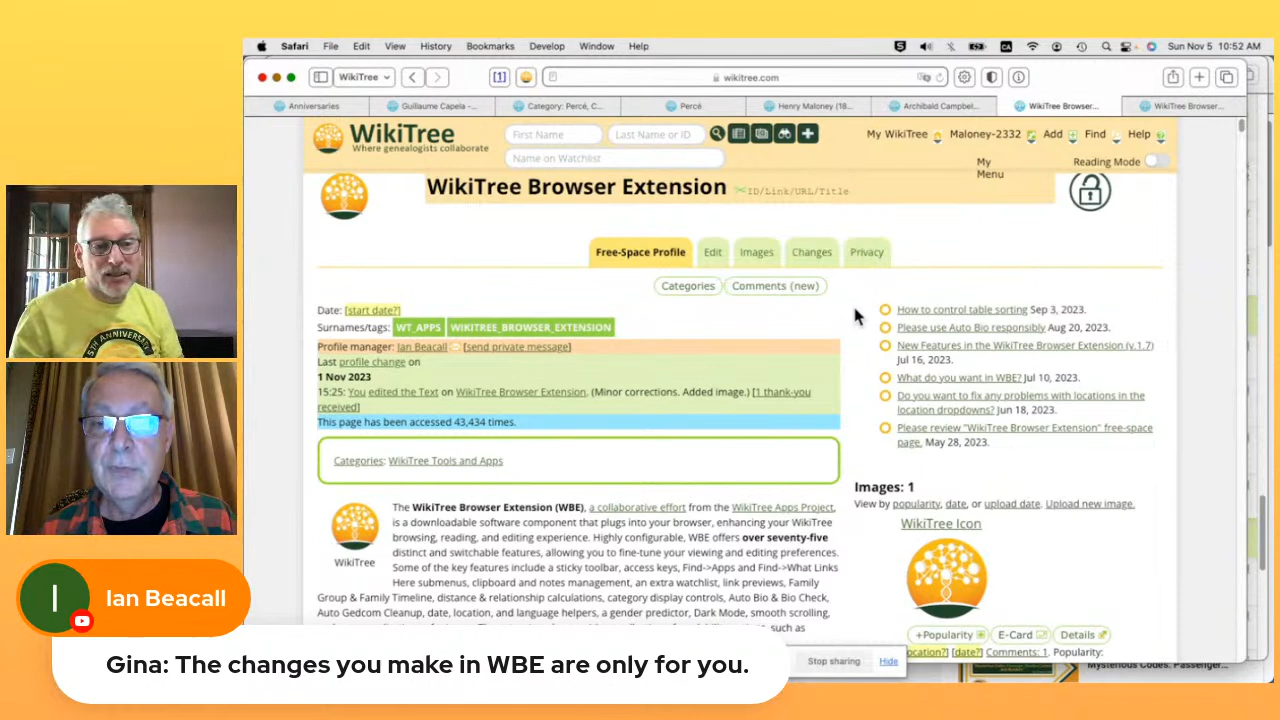 Safari File Edit View History Bookmarks Develop Window Help
CA
Sun Nov 5 10:52 AM
WikiTree
[1]
wikitree.com
Anniversaries
Guillaume Capela –...
Category: Percé, C...
Percé
Henry Maloney (18...
Archibald Campbel...
WikiTree Browser...
WikiTree Browser...
WikiTree
Where genealogists collaborate
First Name
Last Name or ID
Name on Watchlist
My WikiTree
Maloney-2332
Add
Find
Help
My Menu
Reading Mode
WikiTree Browser Extension
ID/Link/URL/Title
Free-Space Profile
Edit
Images
Changes
Privacy
Categories
Comments (new)
Date: [start date?]
Surnames/tags: WT_APPS WIKITREE_BROWSER_EXTENSION
Profile manager: Ian Beacall [send private message]
Last profile change on
1 Nov 2023
15:25: You edited the Text on WikiTree Browser Extension. (Minor corrections. Added image.) [1 thank-you
received]
This page has been accessed 43,434 times.
Categories: WikiTree Tools and Apps
WikiTree
The WikiTree Browser Extension (WBE), a collaborative effort from the WikiTree Apps Project,
is a downloadable software component that plugs into your browser, enhancing your WikiTree
browsing, reading, and editing experience. Highly configurable, WBE offers over seventy-five
distinct and switchable features, allowing you to fine-tune your viewing and editing preferences.
Some of the key features include a sticky toolbar, access keys, Find->Apps and Find->What Links
Here submenus, clipboard and notes management, an extra watchlist, link previews, Family
Group & Family Timeline, distance & relationship calculations, category display controls, Auto Bio & Bio Check,
Auto Gedcom Cleanup, date, location, and language helpers, a gender predictor, Dark Mode, smooth scrolling,
such as
How to control table sorting Sep 3, 2023.
Please use Auto Bio responsibly Aug 20, 2023.
New Features in the WikiTree Browser Extension (v.1.7)
Jul 16, 2023.
What do you want in WBE? Jul 10, 2023.
Do you want to fix any problems with locations in the
location dropdowns? Jun 18, 2023.
Please review "WikiTree Browser Extension" free-space
page. May 28, 2023.
Images: 1
View by popularity, date, or upload date. Upload new image.
WikiTree Icon
+Popularity
E-Card
Details
ocation?] [date?] Comments: 1. Popularity:
Stop sharing
Hide
Mysterious Codes: Passenger...
I
Ian Beacall
Gina: The changes you make in WBE are only for you.